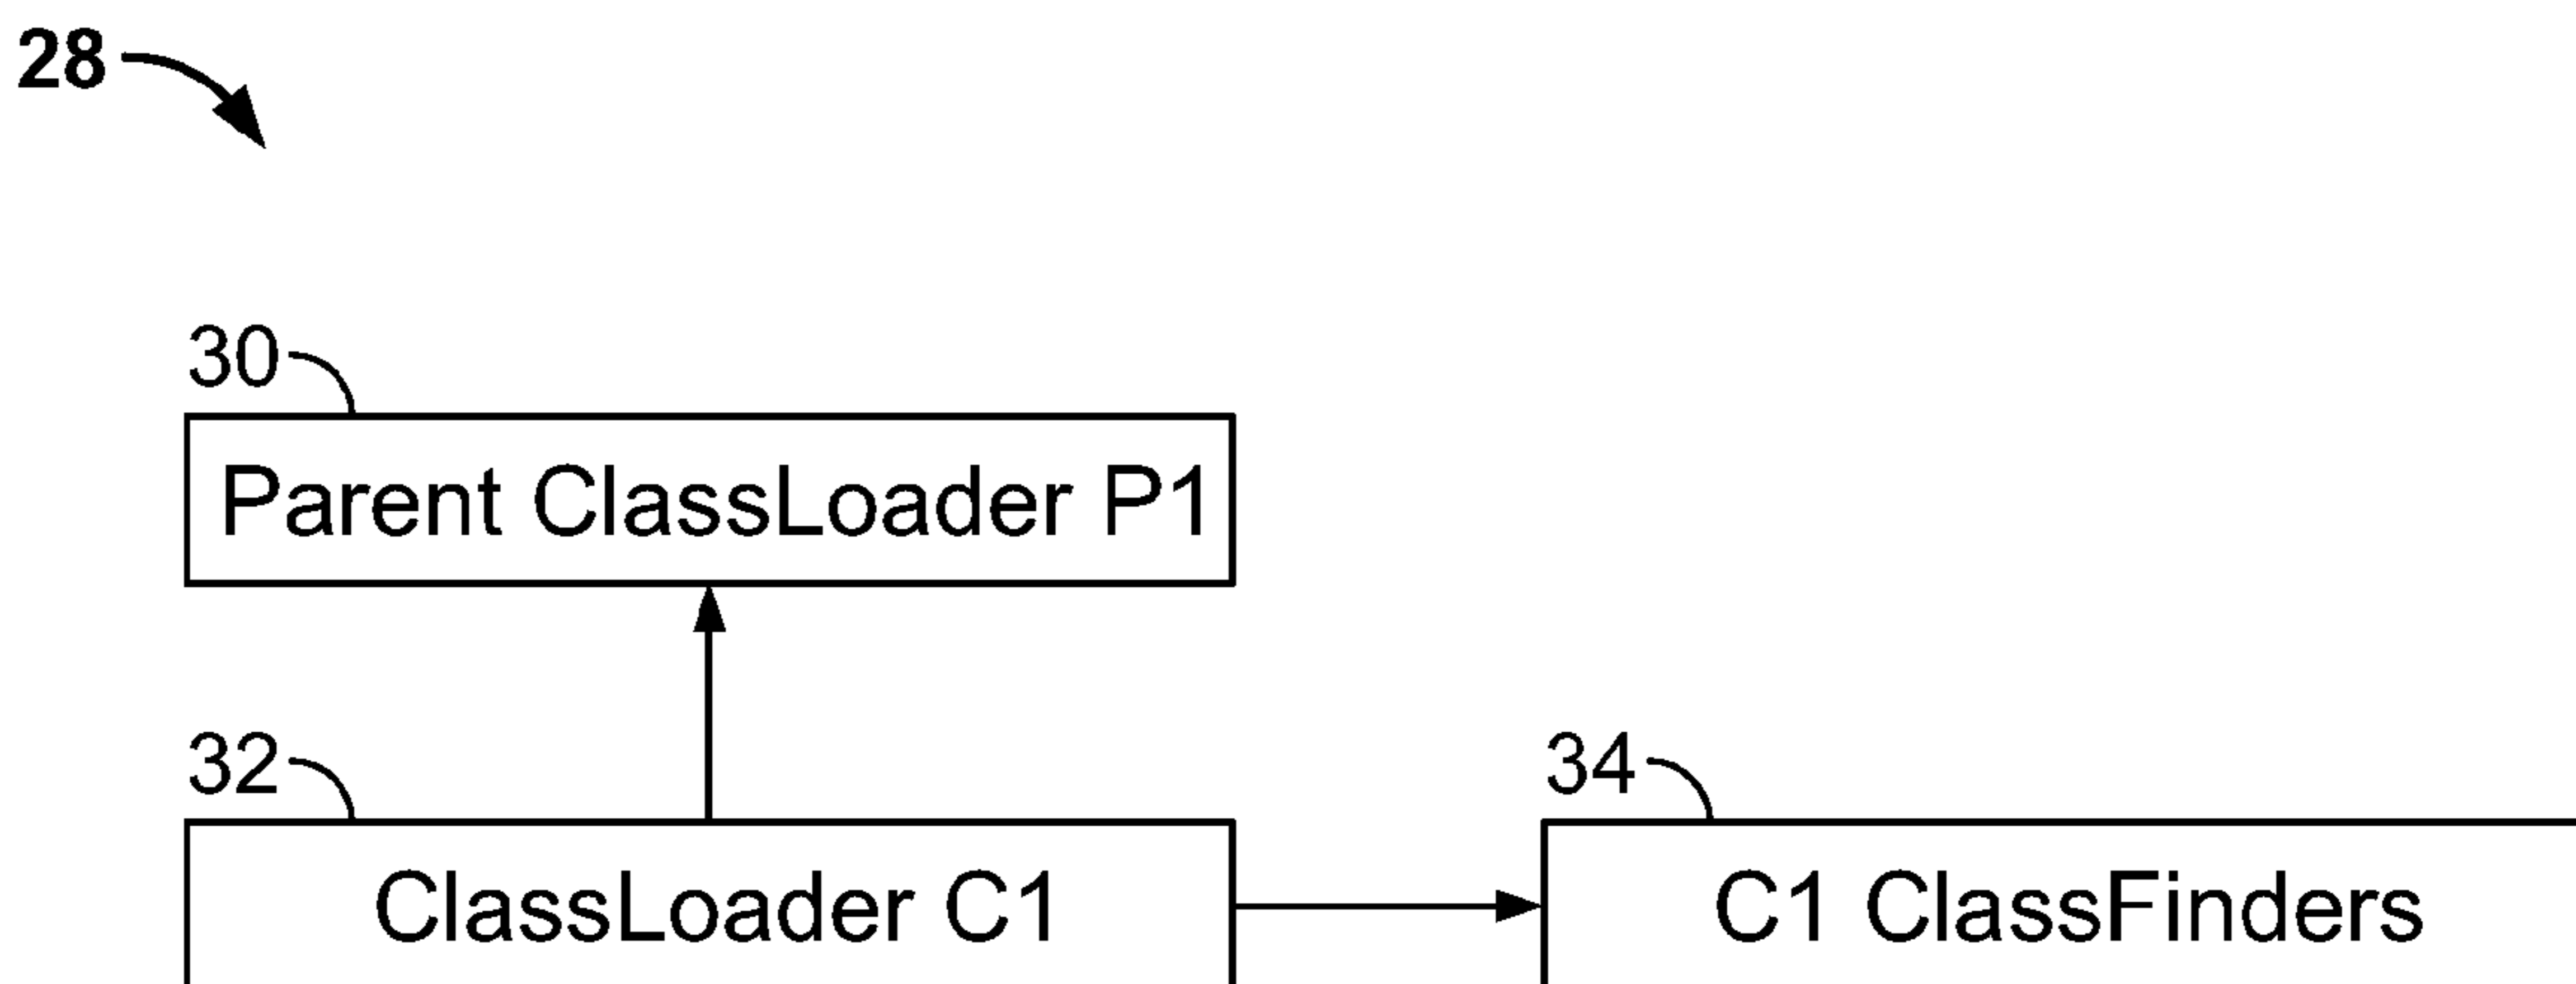 28
30
Parent ClassLoader P1
32
34
ClassLoader C1
C1 ClassFinders